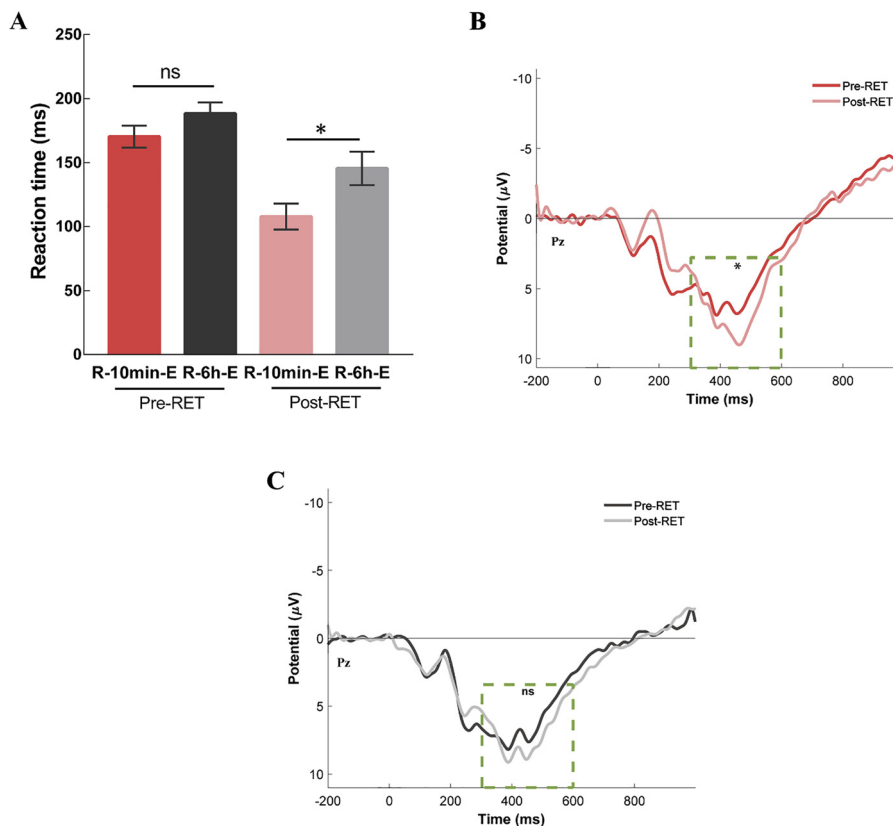 A
Reaction time (ms)
250
200
150
100
50
0
ns
*
R-10min-E R-6h-E R-10min-E R-6h-E
Pre-RET Post-RET
B
Potential (µV)
-10
-5
0
5
10
Pre-RET
Post-RET
Pz
*
-200 0 200 400 600 800
Time (ms)
C
Potential (µV)
-10
-5
0
5
10
Pre-RET
Post-RET
Pz
ns
-200 0 200 400 600 800
Time (ms)